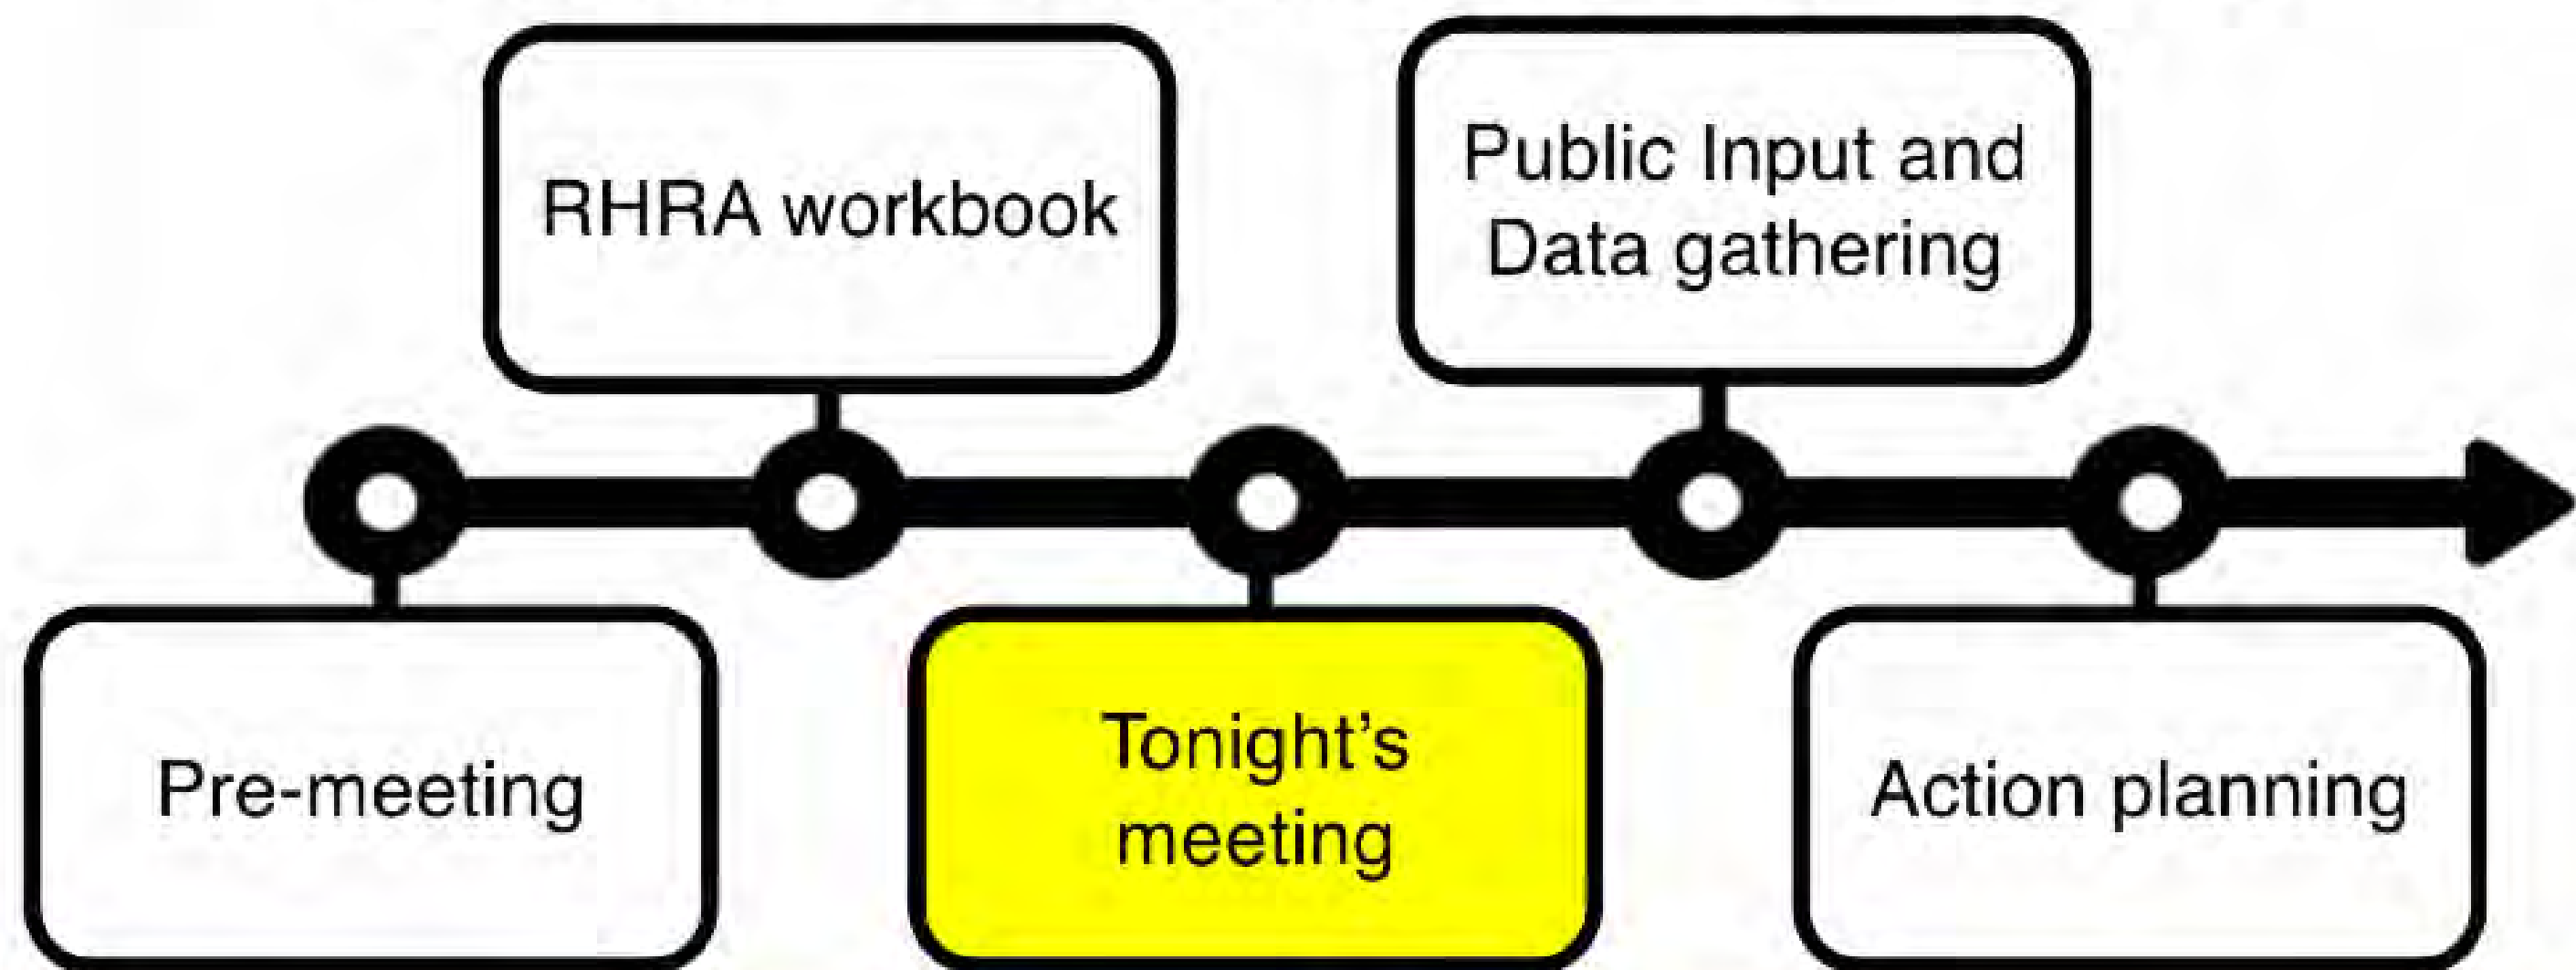 RHRA workbook
Public Input and
Data gathering
Pre-meeting
Tonight’s
meeting
Action planning